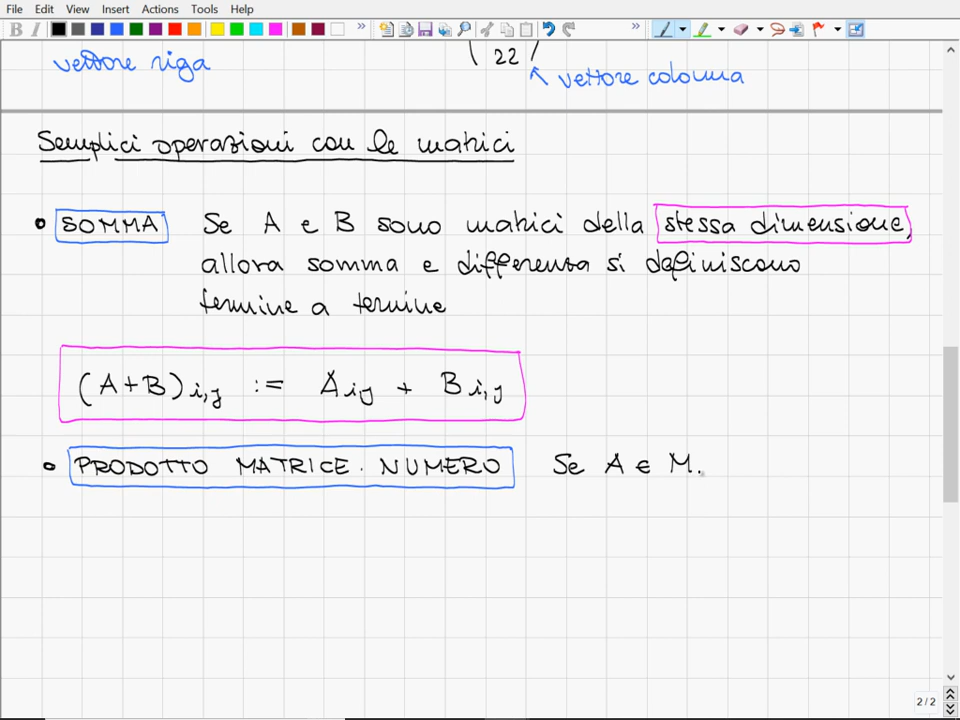 File Edit View Insert Actions Tools Help
vettore riga
22
vettore colonna
Semplici operazioni con le matrici
• SOMMA Se A e B sono matrici della stessa dimensione,
allora somma e differenza si definiscono
termine a termine
(A+B)i,j := Ai,j + Bi,j
• PRODOTTO MATRICE · NUMERO Se A ∈ M.
2 / 2